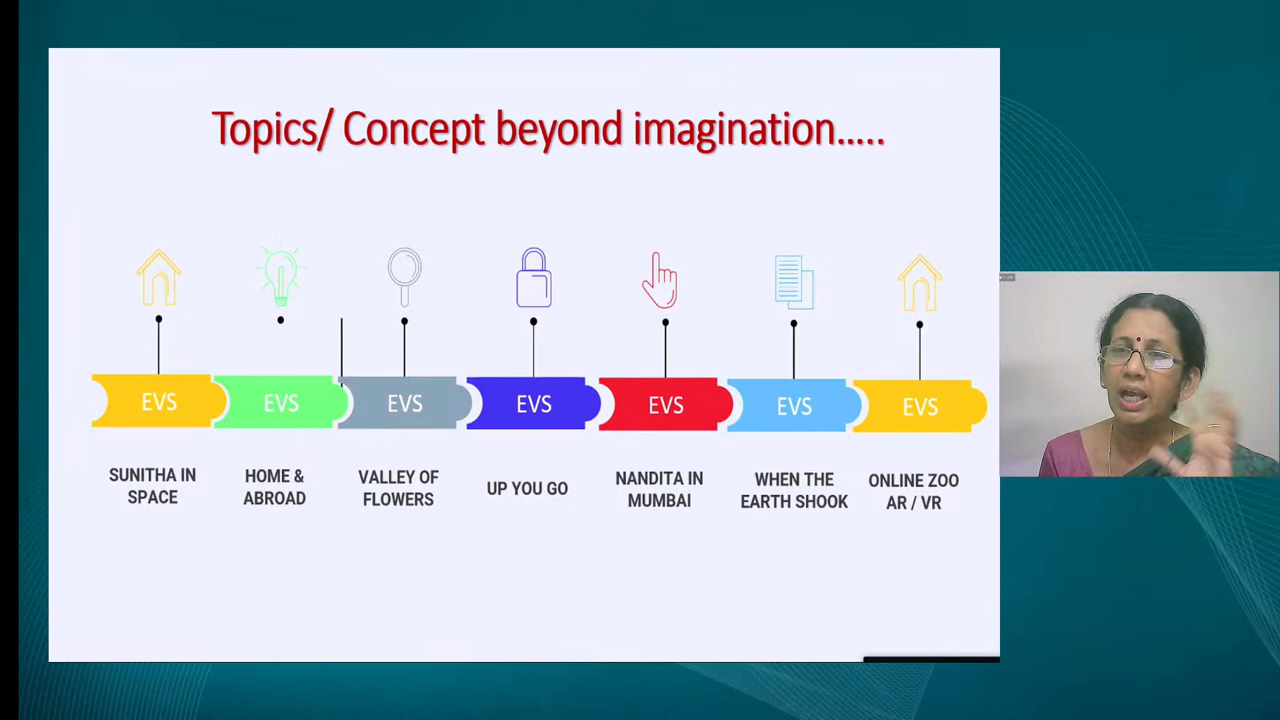 Topics/ Concept beyond imagination.....
EVS
EVS
EVS
EVS
EVS
EVS
EVS
SUNITHA IN
SPACE
HOME &
ABROAD
VALLEY OF
FLOWERS
UP YOU GO
NANDITA IN
MUMBAI
WHEN THE
EARTH SHOOK
ONLINE ZOO
AR / VR